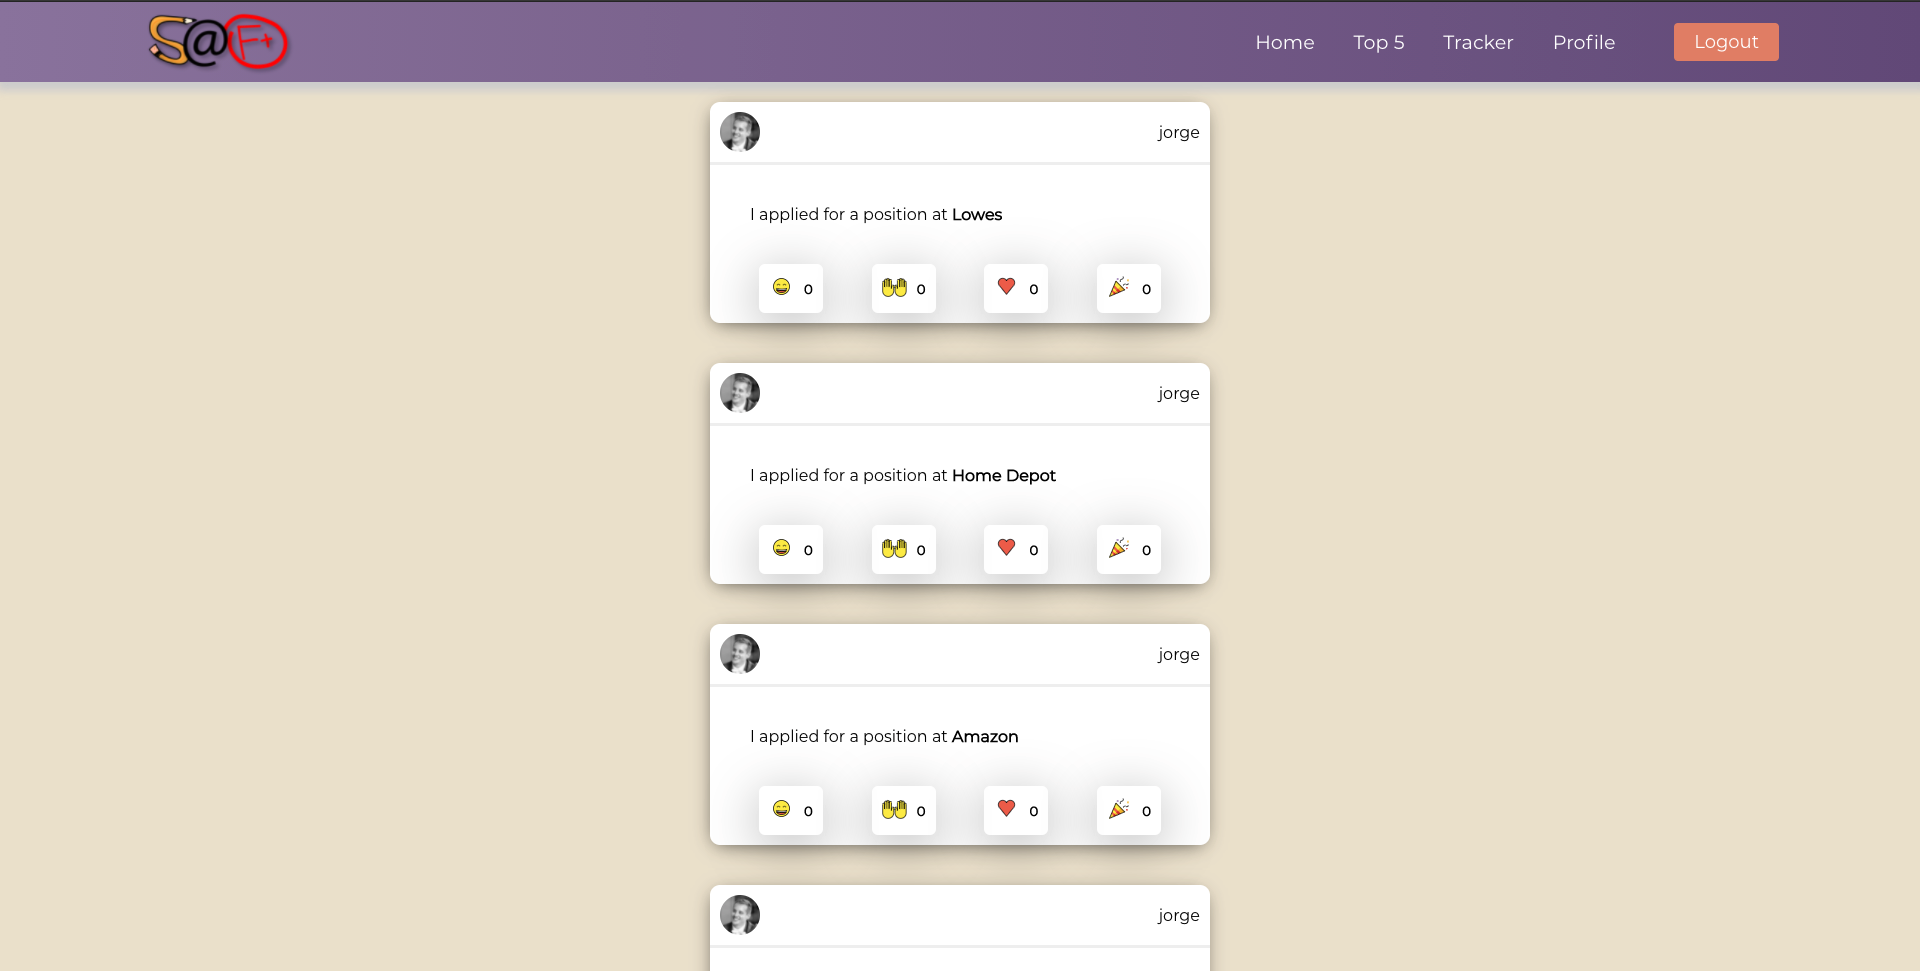 S@F+
Home Top 5 Tracker Profile Logout
jorge
I applied for a position at Lowes
0 0 0 0
jorge
I applied for a position at Home Depot
0 0 0 0
jorge
I applied for a position at Amazon
0 0 0 0
jorge